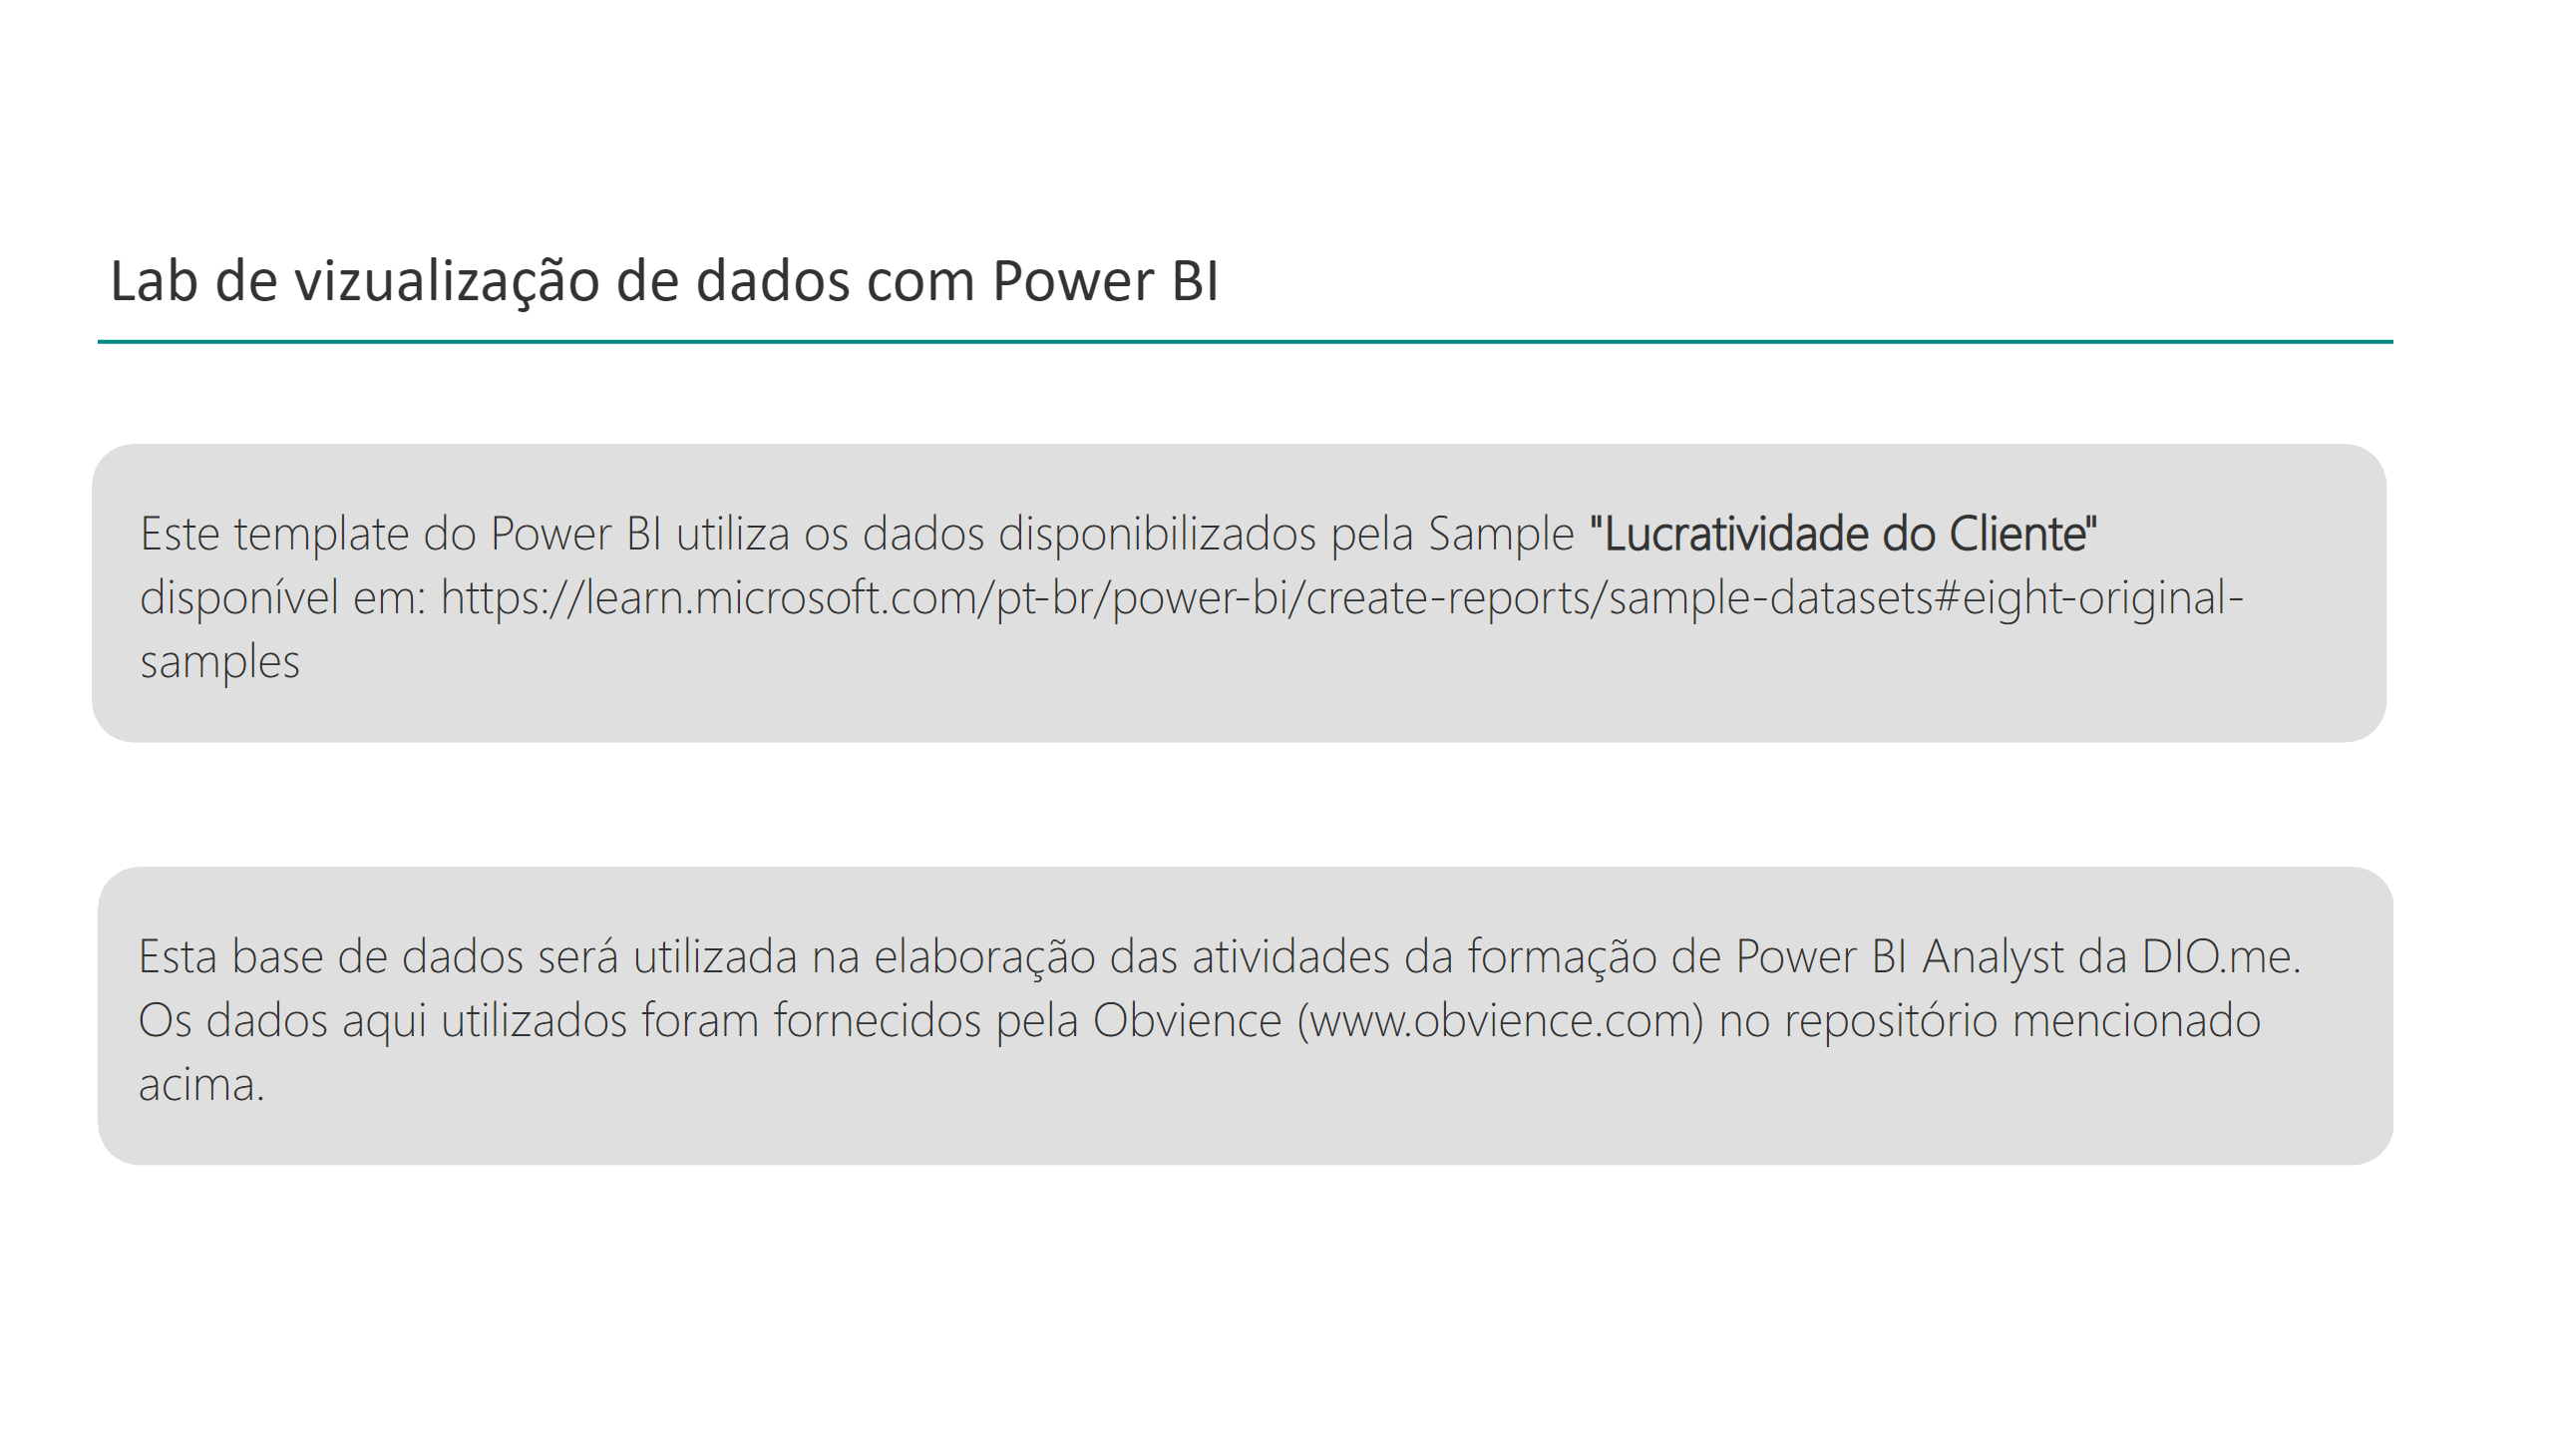 Lab de vizualização de dados com Power BI
Este template do Power BI utiliza os dados disponibilizados pela Sample "Lucratividade do Cliente"
disponível em: https://learn.microsoft.com/pt-br/power-bi/create-reports/sample-datasets#eight-original-
samples
Esta base de dados será utilizada na elaboração das atividades da formação de Power BI Analyst da DIO.me.
Os dados aqui utilizados foram fornecidos pela Obvience (www.obvience.com) no repositório mencionado
acima.